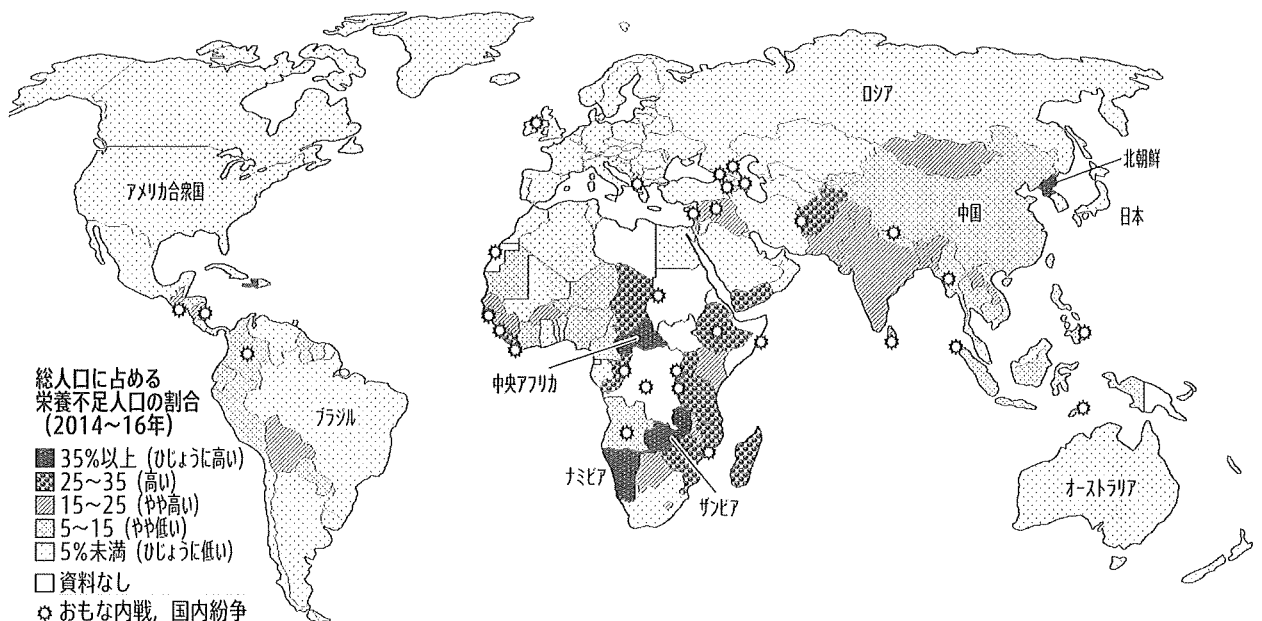 ロシア
北朝鮮
アメリカ合衆国
中国
日本
中央アフリカ
ブラジル
ナミビア
ザンビア
オーストラリア
総人口に占める
栄養不足人口の割合
(2014～16年)
35%以上 (ひじょうに高い)
25～35 (高い)
15～25 (やや高い)
5～15 (やや低い)
5%未満 (ひじょうに低い)
資料なし
おもな内戦，国内紛争